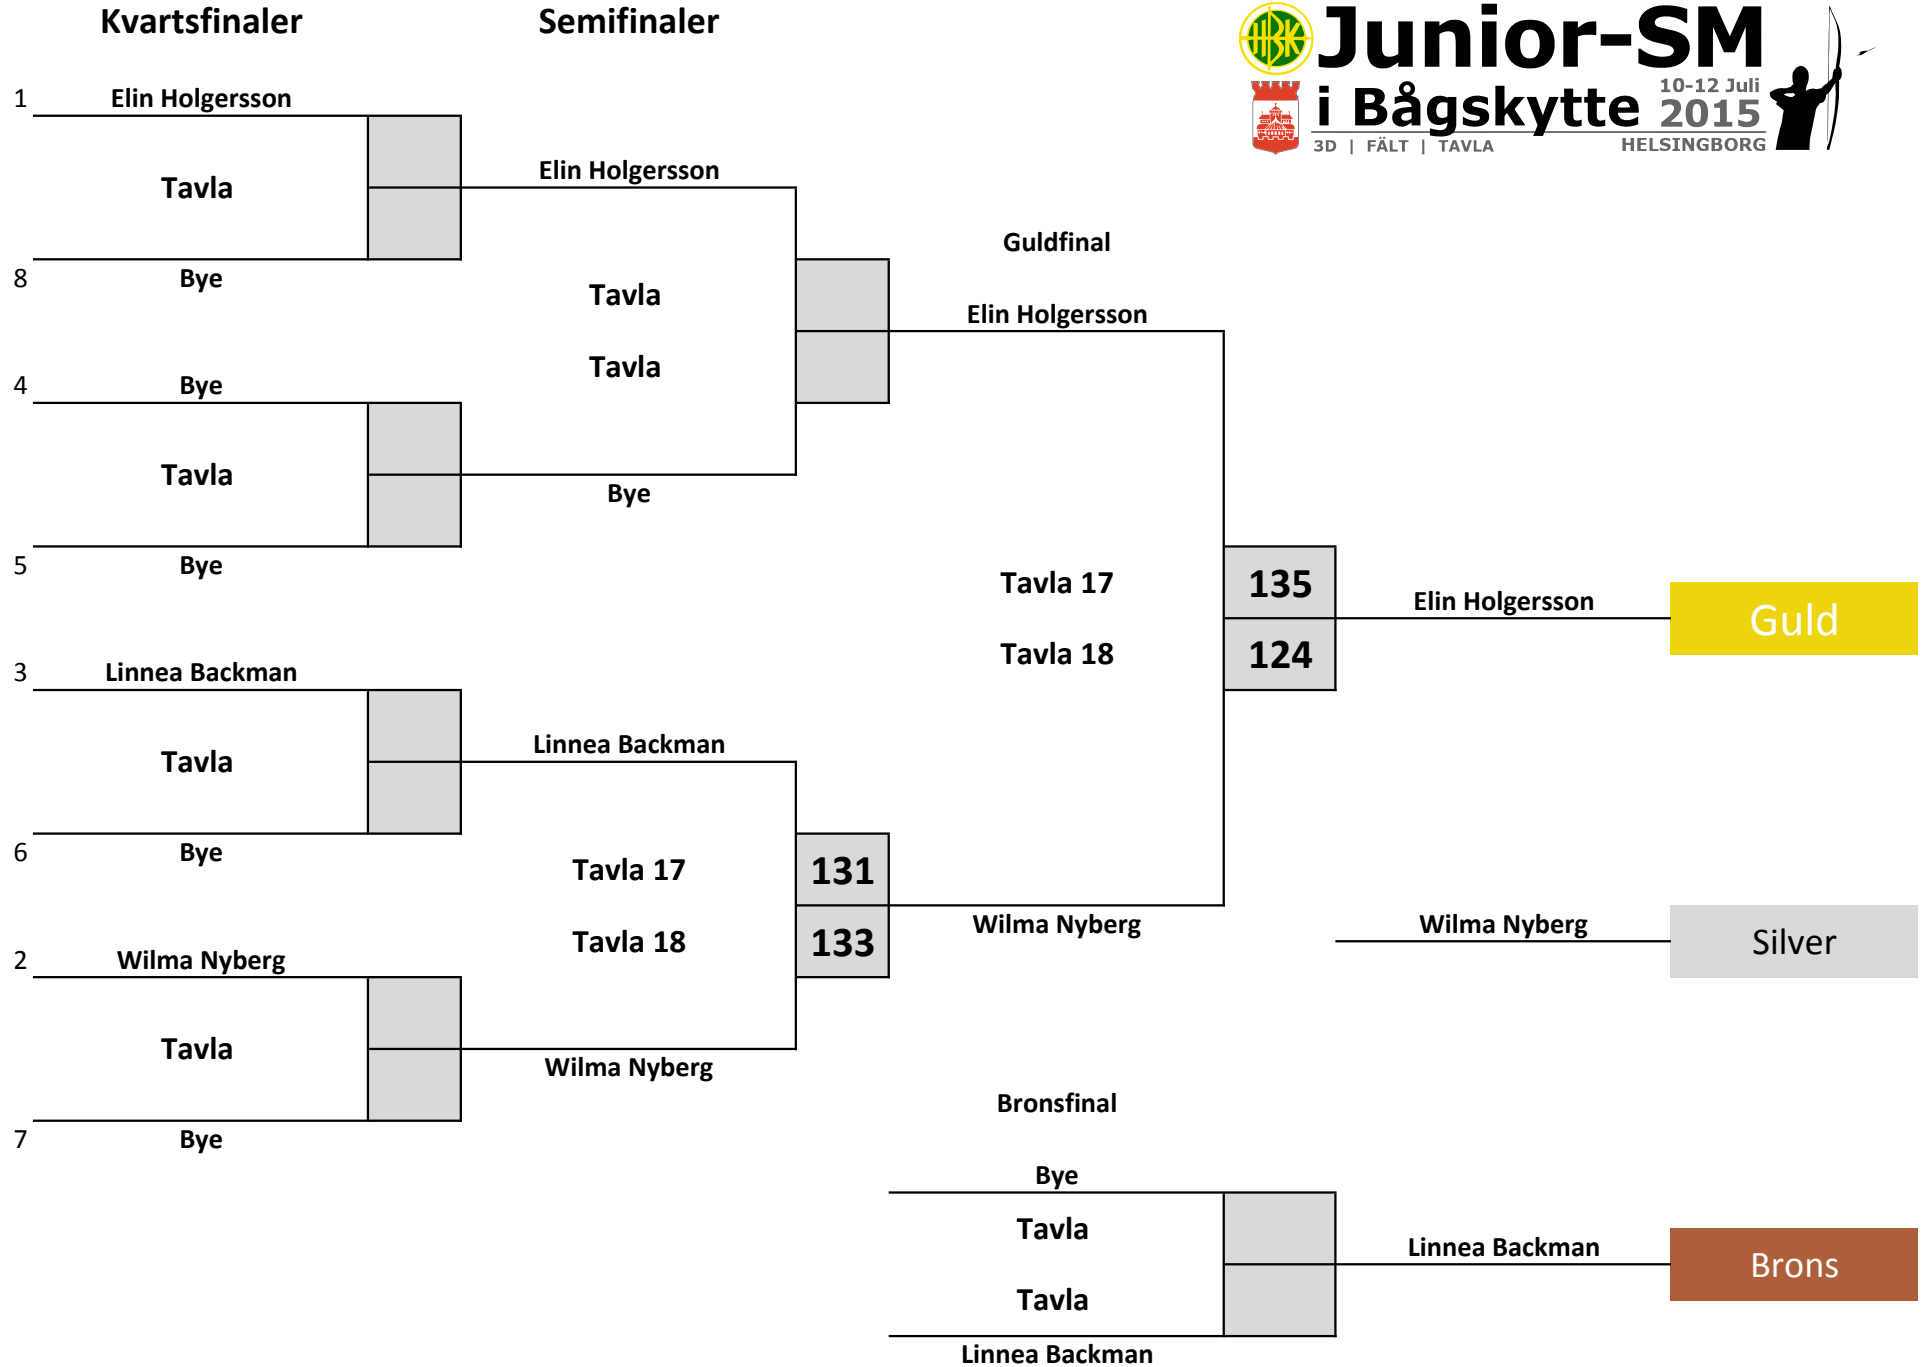 Kvartsfinaler
Semifinaler
HBK
Junior-SM
i Bågskytte
10-12 Juli
2015
3D | FÄLT | TAVLA
HELSINGBORG
1
Elin Holgersson
Tavla
8
Bye
Elin Holgersson
Tavla
Tavla
4
Bye
Tavla
5
Bye
Bye
Guldfinal
Elin Holgersson
Tavla 17
135
Tavla 18
124
Elin Holgersson
Guld
3
Linnea Backman
Tavla
6
Bye
Linnea Backman
Tavla 17
131
Tavla 18
133
2
Wilma Nyberg
Tavla
7
Bye
Wilma Nyberg
Wilma Nyberg
Wilma Nyberg
Silver
Bronsfinal
Bye
Tavla
Tavla
Linnea Backman
Linnea Backman
Brons